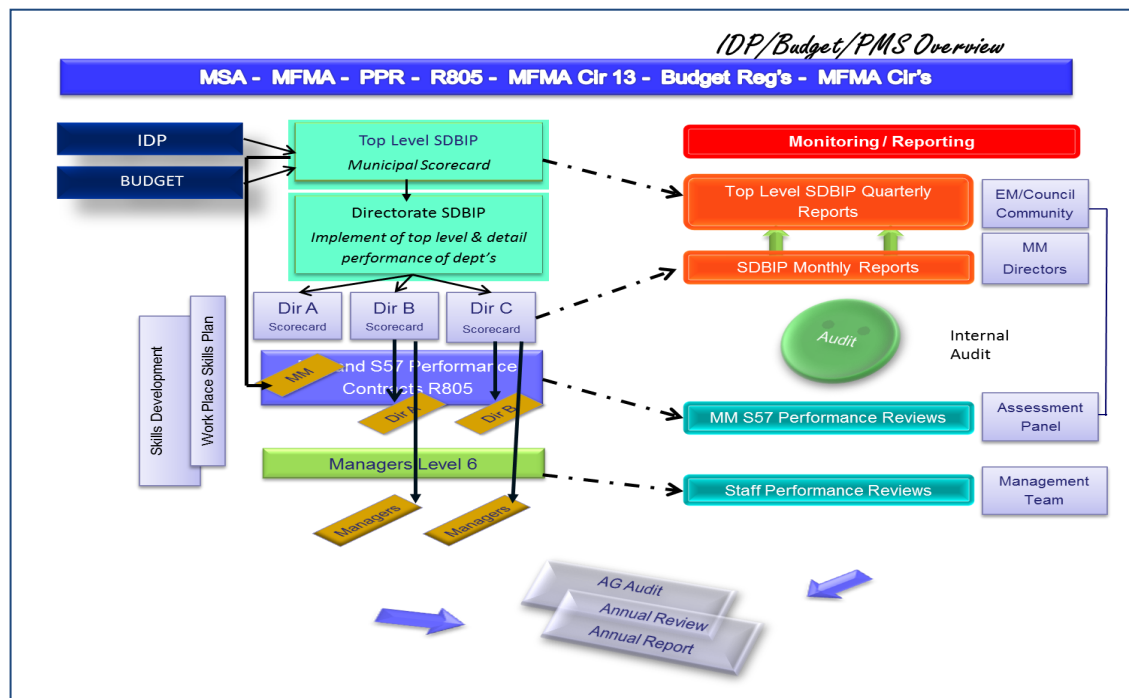 IDP/Budget/PMS Overview
MSA - MFMA - PPR - R805 - MFMA Cir 13 - Budget Reg's - MFMA Cir's
IDP
BUDGET
Top Level SDBIP
Municipal Scorecard
Directorate SDBIP
Implement of top level & detail
performance of dept's
Dir A
Scorecard
Dir B
Scorecard
Dir C
Scorecard
Skills Development
Work Place Skills Plan
and S57 Performance
Contracts R805
MM
Dir A
Dir B
Managers Level 6
Managers
Managers
Monitoring / Reporting
Top Level SDBIP Quarterly
Reports
EM/Council
Community
SDBIP Monthly Reports
MM
Directors
Audit
Internal
Audit
MM S57 Performance Reviews
Assessment
Panel
Staff Performance Reviews
Management
Team
AG Audit
Annual Review
Annual Report